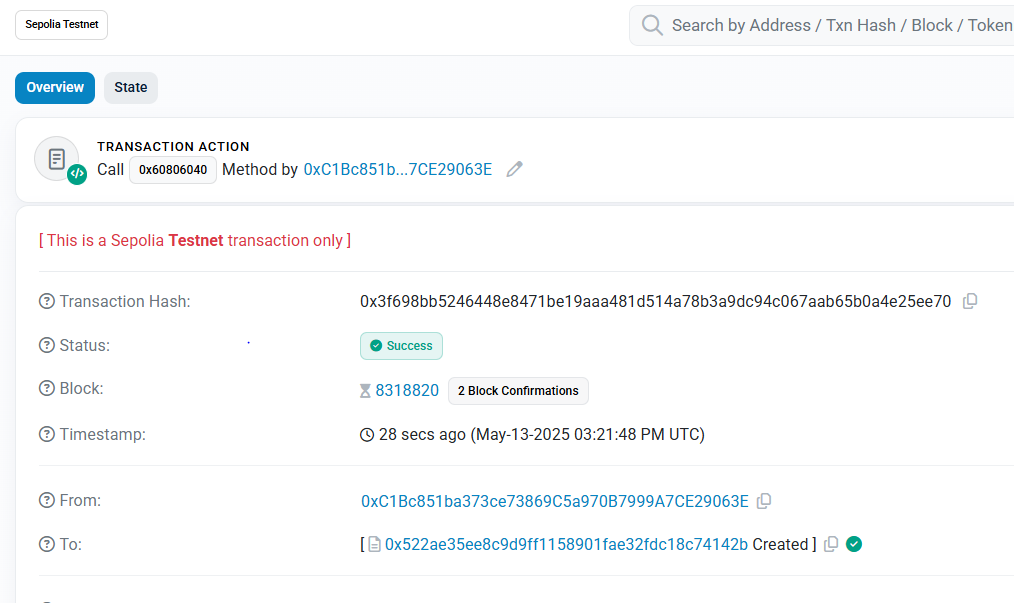 Sepolia Testnet
Search by Address / Txn Hash / Block / Token
Overview
State
TRANSACTION ACTION
Call 0x60806040 Method by 0xC1Bc851b...7CE29063E
[ This is a Sepolia Testnet transaction only ]
Transaction Hash: 0x3f698bb5246448e8471be19aaa481d514a78b3a9dc94c067aab65b0a4e25ee70
Status: Success
Block: 8318820 2 Block Confirmations
Timestamp: 28 secs ago (May-13-2025 03:21:48 PM UTC)
From: 0xC1Bc851ba373ce73869C5a970B7999A7CE29063E
To: [ 0x522ae35ee8c9d9ff1158901fae32fdc18c74142b Created ]